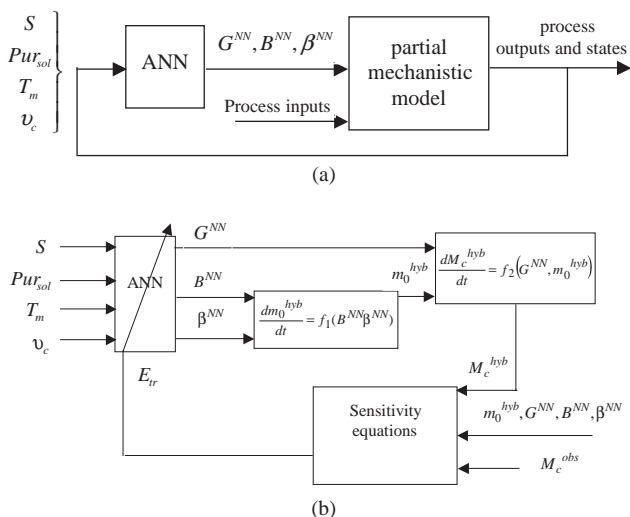 S
Pur_sol
T_m
υ_c
ANN
G^NN, B^NN, β^NN
Process inputs
partial
mechanistic
model
process
outputs and states
(a)
S
Pur_sol
T_m
υ_c
ANN
G^NN
B^NN
β^NN
E_tr
dm_0^hyb/dt = f_1(B^NN β^NN)
m_0^hyb
dM_c^hyb/dt = f_2(G^NN, m_0^hyb)
M_c^hyb
Sensitivity
equations
m_0^hyb, G^NN, B^NN, β^NN
M_c^obs
(b)